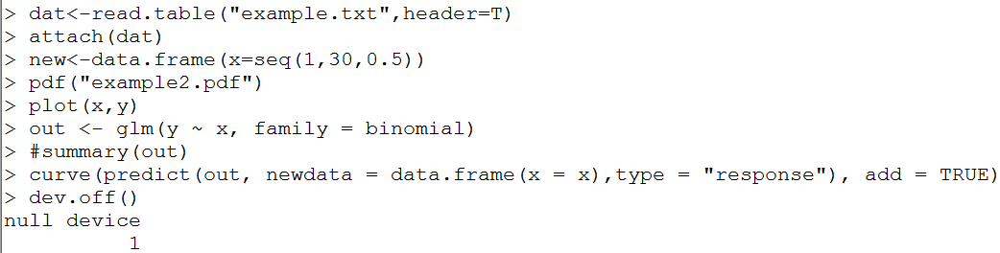 > dat<-read.table("example.txt",header=T)
> attach(dat)
> new<-data.frame(x=seq(1,30,0.5))
> pdf("example2.pdf")
> plot(x,y)
> out <- glm(y ~ x, family = binomial)
> #summary(out)
> curve(predict(out, newdata = data.frame(x = x),type = "response"), add = TRUE)
> dev.off()
null device
          1